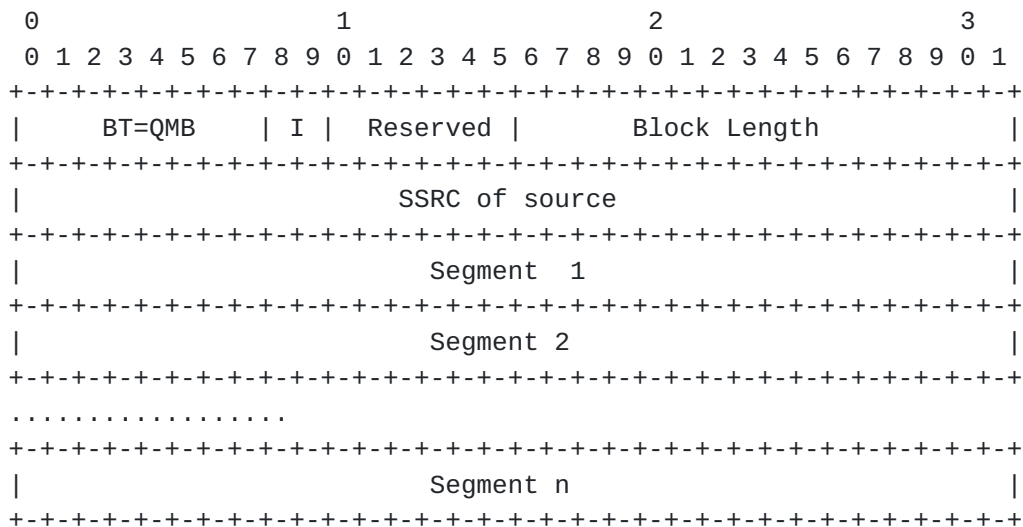 0                   1                   2                   3
 0 1 2 3 4 5 6 7 8 9 0 1 2 3 4 5 6 7 8 9 0 1 2 3 4 5 6 7 8 9 0 1
+-+-+-+-+-+-+-+-+-+-+-+-+-+-+-+-+-+-+-+-+-+-+-+-+-+-+-+-+-+-+-+-+
|     BT=QMB    | I |  Reserved |       Block Length            |
+-+-+-+-+-+-+-+-+-+-+-+-+-+-+-+-+-+-+-+-+-+-+-+-+-+-+-+-+-+-+-+-+
|                        SSRC of source                         |
+-+-+-+-+-+-+-+-+-+-+-+-+-+-+-+-+-+-+-+-+-+-+-+-+-+-+-+-+-+-+-+-+
|                          Segment  1                           |
+-+-+-+-+-+-+-+-+-+-+-+-+-+-+-+-+-+-+-+-+-+-+-+-+-+-+-+-+-+-+-+-+
|                          Segment 2                            |
+-+-+-+-+-+-+-+-+-+-+-+-+-+-+-+-+-+-+-+-+-+-+-+-+-+-+-+-+-+-+-+-+
..................
+-+-+-+-+-+-+-+-+-+-+-+-+-+-+-+-+-+-+-+-+-+-+-+-+-+-+-+-+-+-+-+-+
|                          Segment n                            |
+-+-+-+-+-+-+-+-+-+-+-+-+-+-+-+-+-+-+-+-+-+-+-+-+-+-+-+-+-+-+-+-+